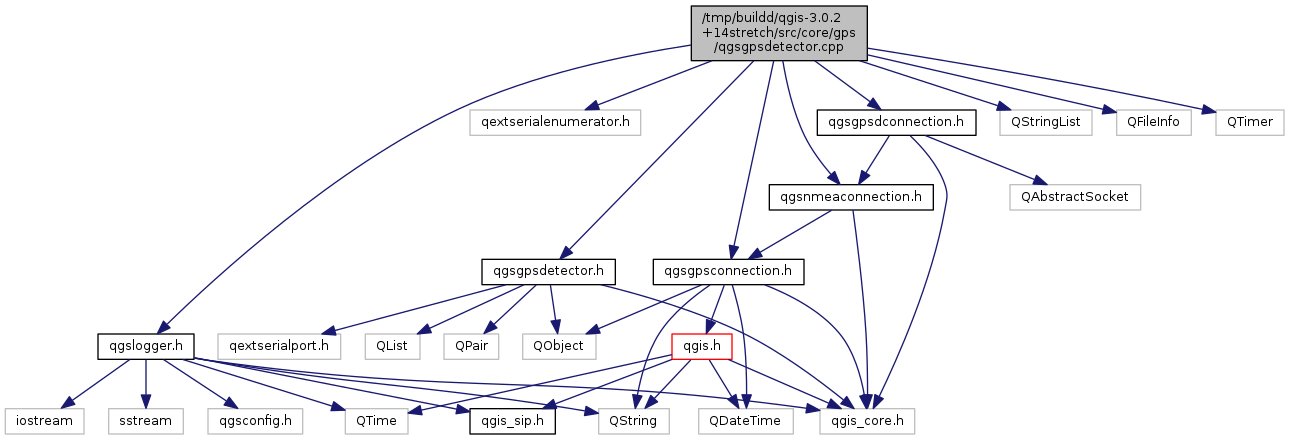 /tmp/buildd/qgis-3.0.2
+14stretch/src/core/gps
/qgsgpsdetector.cpp
qextserialenumerator.h
qgsgpsdconnection.h
QStringList
QFileInfo
QTimer
qgsnmeaconnection.h
QAbstractSocket
qgsgpsdetector.h
qgsgpsconnection.h
qgslogger.h
qextserialport.h
QList
QPair
QObject
qgis.h
iostream
sstream
qgsconfig.h
QTime
qgis_sip.h
QString
QDateTime
qgis_core.h